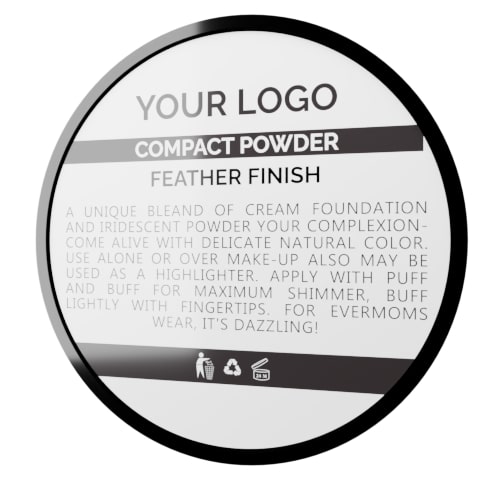 YOUR LOGO
COMPACT POWDER
FEATHER FINISH
A UNIQUE BLEAND OF CREAM FOUNDATION
AND IRIDESCENT POWDER YOUR COMPLEXION-
COME ALIVE WITH DELICATE NATURAL COLOR.
USE ALONE OR OVER MAKE-UP ALSO MAY BE
USED AS A HIGHLIGHTER. APPLY WITH PUFF
AND BUFF FOR MAXIMUM SHIMMER, BUFF
LIGHTLY WITH FINGERTIPS. FOR EVERMOMS
WEAR, IT'S DAZZLING!
24 M